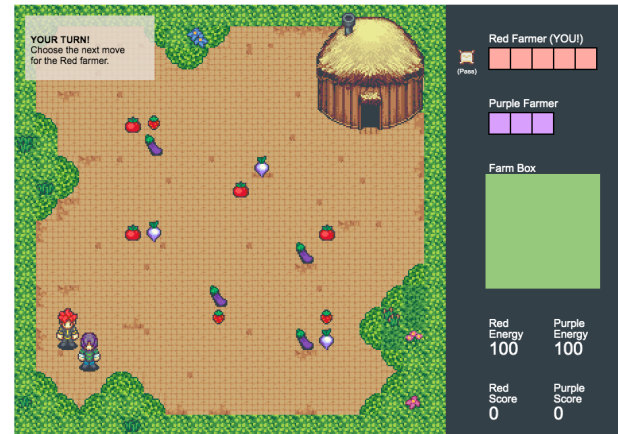 YOUR TURN!
Choose the next move
for the Red farmer.
Red Farmer (YOU!)
(Pass)
Purple Farmer
Farm Box
Red
Energy
100
Purple
Energy
100
Red
Score
0
Purple
Score
0